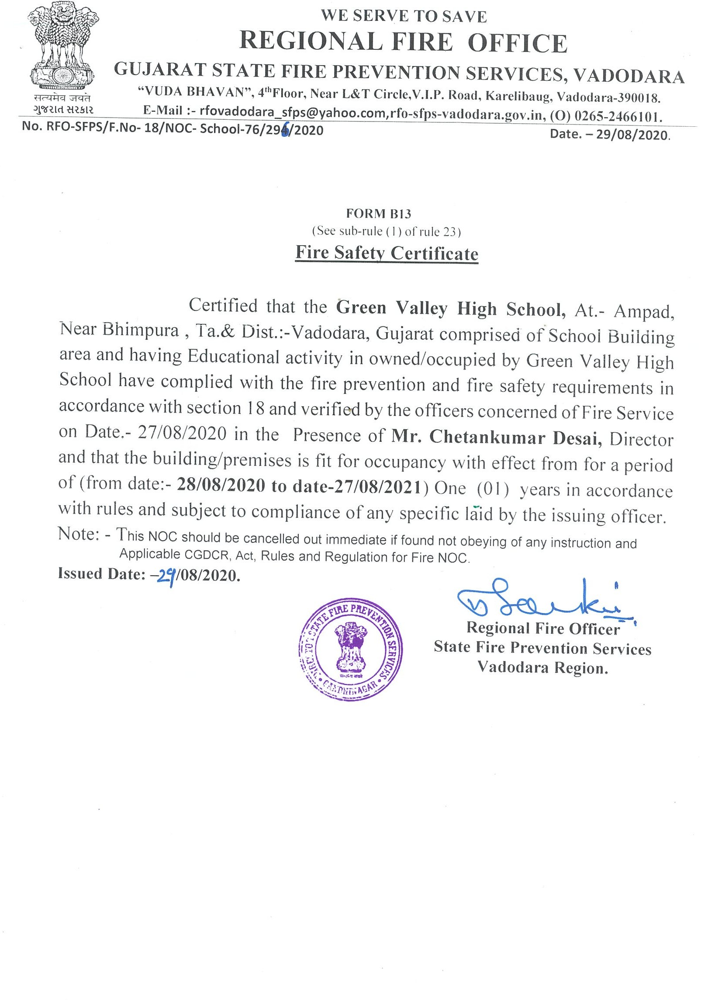 WE SERVE TO SAVE
REGIONAL FIRE OFFICE
GUJARAT STATE FIRE PREVENTION SERVICES, VADODARA
“VUDA BHAVAN”, 4thFloor, Near L&T Circle,V.I.P. Road, Karelibaug, Vadodara-390018.
सत्यमेव जयते
ગુજરાત સરકાર
E-Mail :- rfovadodara_sfps@yahoo.com,rfo-sfps-vadodara.gov.in, (O) 0265-2466101.
No. RFO-SFPS/F.No- 18/NOC- School-76/296/2020
Date. – 29/08/2020.
FORM B13
(See sub-rule (1) of rule 23)
Fire Safety Certificate
Certified that the Green Valley High School, At.- Ampad,
Near Bhimpura , Ta.& Dist.:-Vadodara, Gujarat comprised of School Building
area and having Educational activity in owned/occupied by Green Valley High
School have complied with the fire prevention and fire safety requirements in
accordance with section 18 and verified by the officers concerned of Fire Service
on Date.- 27/08/2020 in the Presence of Mr. Chetankumar Desai, Director
and that the building/premises is fit for occupancy with effect from for a period
of (from date:- 28/08/2020 to date-27/08/2021) One (01) years in accordance
with rules and subject to compliance of any specific laid by the issuing officer.
Note: - This NOC should be cancelled out immediate if found not obeying of any instruction and
Applicable CGDCR, Act, Rules and Regulation for Fire NOC.
Issued Date: –29/08/2020.
STATE FIRE PREVENTION SERVICES
GANDHINAGAR
सत्यमेव जयते
Regional Fire Officer
State Fire Prevention Services
Vadodara Region.